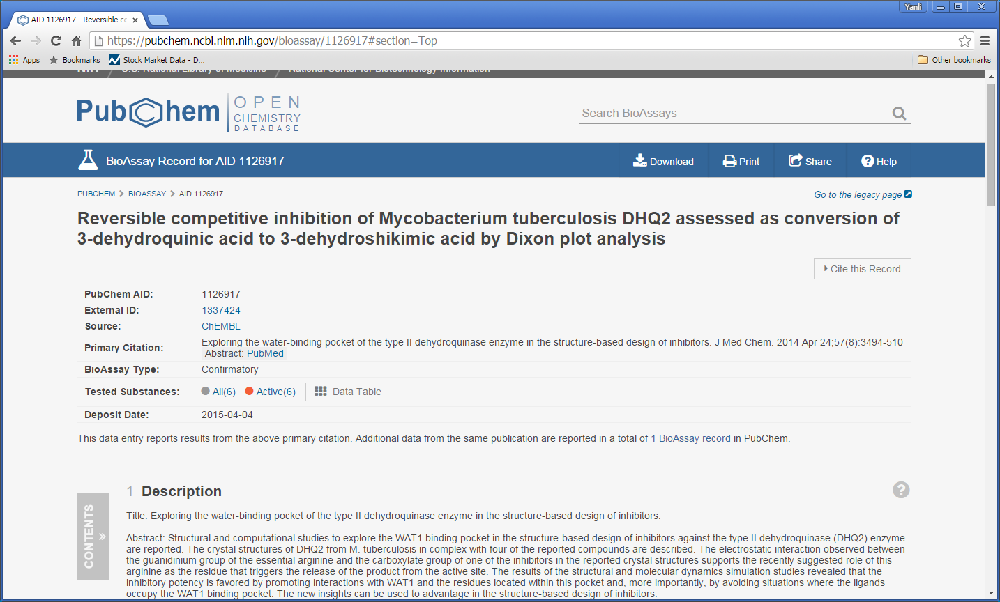 Yanli
AID 1126917 - Reversible cc
https://pubchem.ncbi.nlm.nih.gov/bioassay/1126917#section=Top
Apps Bookmarks Stock Market Data - D... Other bookmarks
NIH U.S. National Library of Medicine National Center for Biotechnology Information
PubChem OPEN
CHEMISTRY
DATABASE
Search BioAssays
BioAssay Record for AID 1126917 Download Print Share Help
PUBCHEM > BIOASSAY > AID 1126917 Go to the legacy page
Reversible competitive inhibition of Mycobacterium tuberculosis DHQ2 assessed as conversion of
3-dehydroquinic acid to 3-dehydroshikimic acid by Dixon plot analysis
Cite this Record
PubChem AID: 1126917
External ID: 1337424
Source: ChEMBL
Primary Citation: Exploring the water-binding pocket of the type II dehydroquinase enzyme in the structure-based design of inhibitors. J Med Chem. 2014 Apr 24;57(8):3494-510
Abstract: PubMed
BioAssay Type: Confirmatory
Tested Substances: All(6) Active(6) Data Table
Deposit Date: 2015-04-04
This data entry reports results from the above primary citation. Additional data from the same publication are reported in a total of 1 BioAssay record in PubChem.
1 Description ?
CONTENTS »
Title: Exploring the water-binding pocket of the type II dehydroquinase enzyme in the structure-based design of inhibitors.
Abstract: Structural and computational studies to explore the WAT1 binding pocket in the structure-based design of inhibitors against the type II dehydroquinase (DHQ2) enzyme
are reported. The crystal structures of DHQ2 from M. tuberculosis in complex with four of the reported compounds are described. The electrostatic interaction observed between
the guanidinium group of the essential arginine and the carboxylate group of one of the inhibitors in the reported crystal structures supports the recently suggested role of this
arginine as the residue that triggers the release of the product from the active site. The results of the structural and molecular dynamics simulation studies revealed that the
inhibitory potency is favored by promoting interactions with WAT1 and the residues located within this pocket and, more importantly, by avoiding situations where the ligands
occupy the WAT1 binding pocket. The new insights can be used to advantage in the structure-based design of inhibitors.